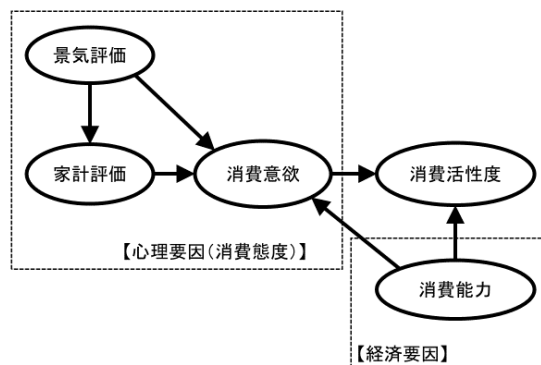 景気評価
家計評価
消費意欲
消費活性度
【心理要因(消費態度)】
消費能力
【経済要因】